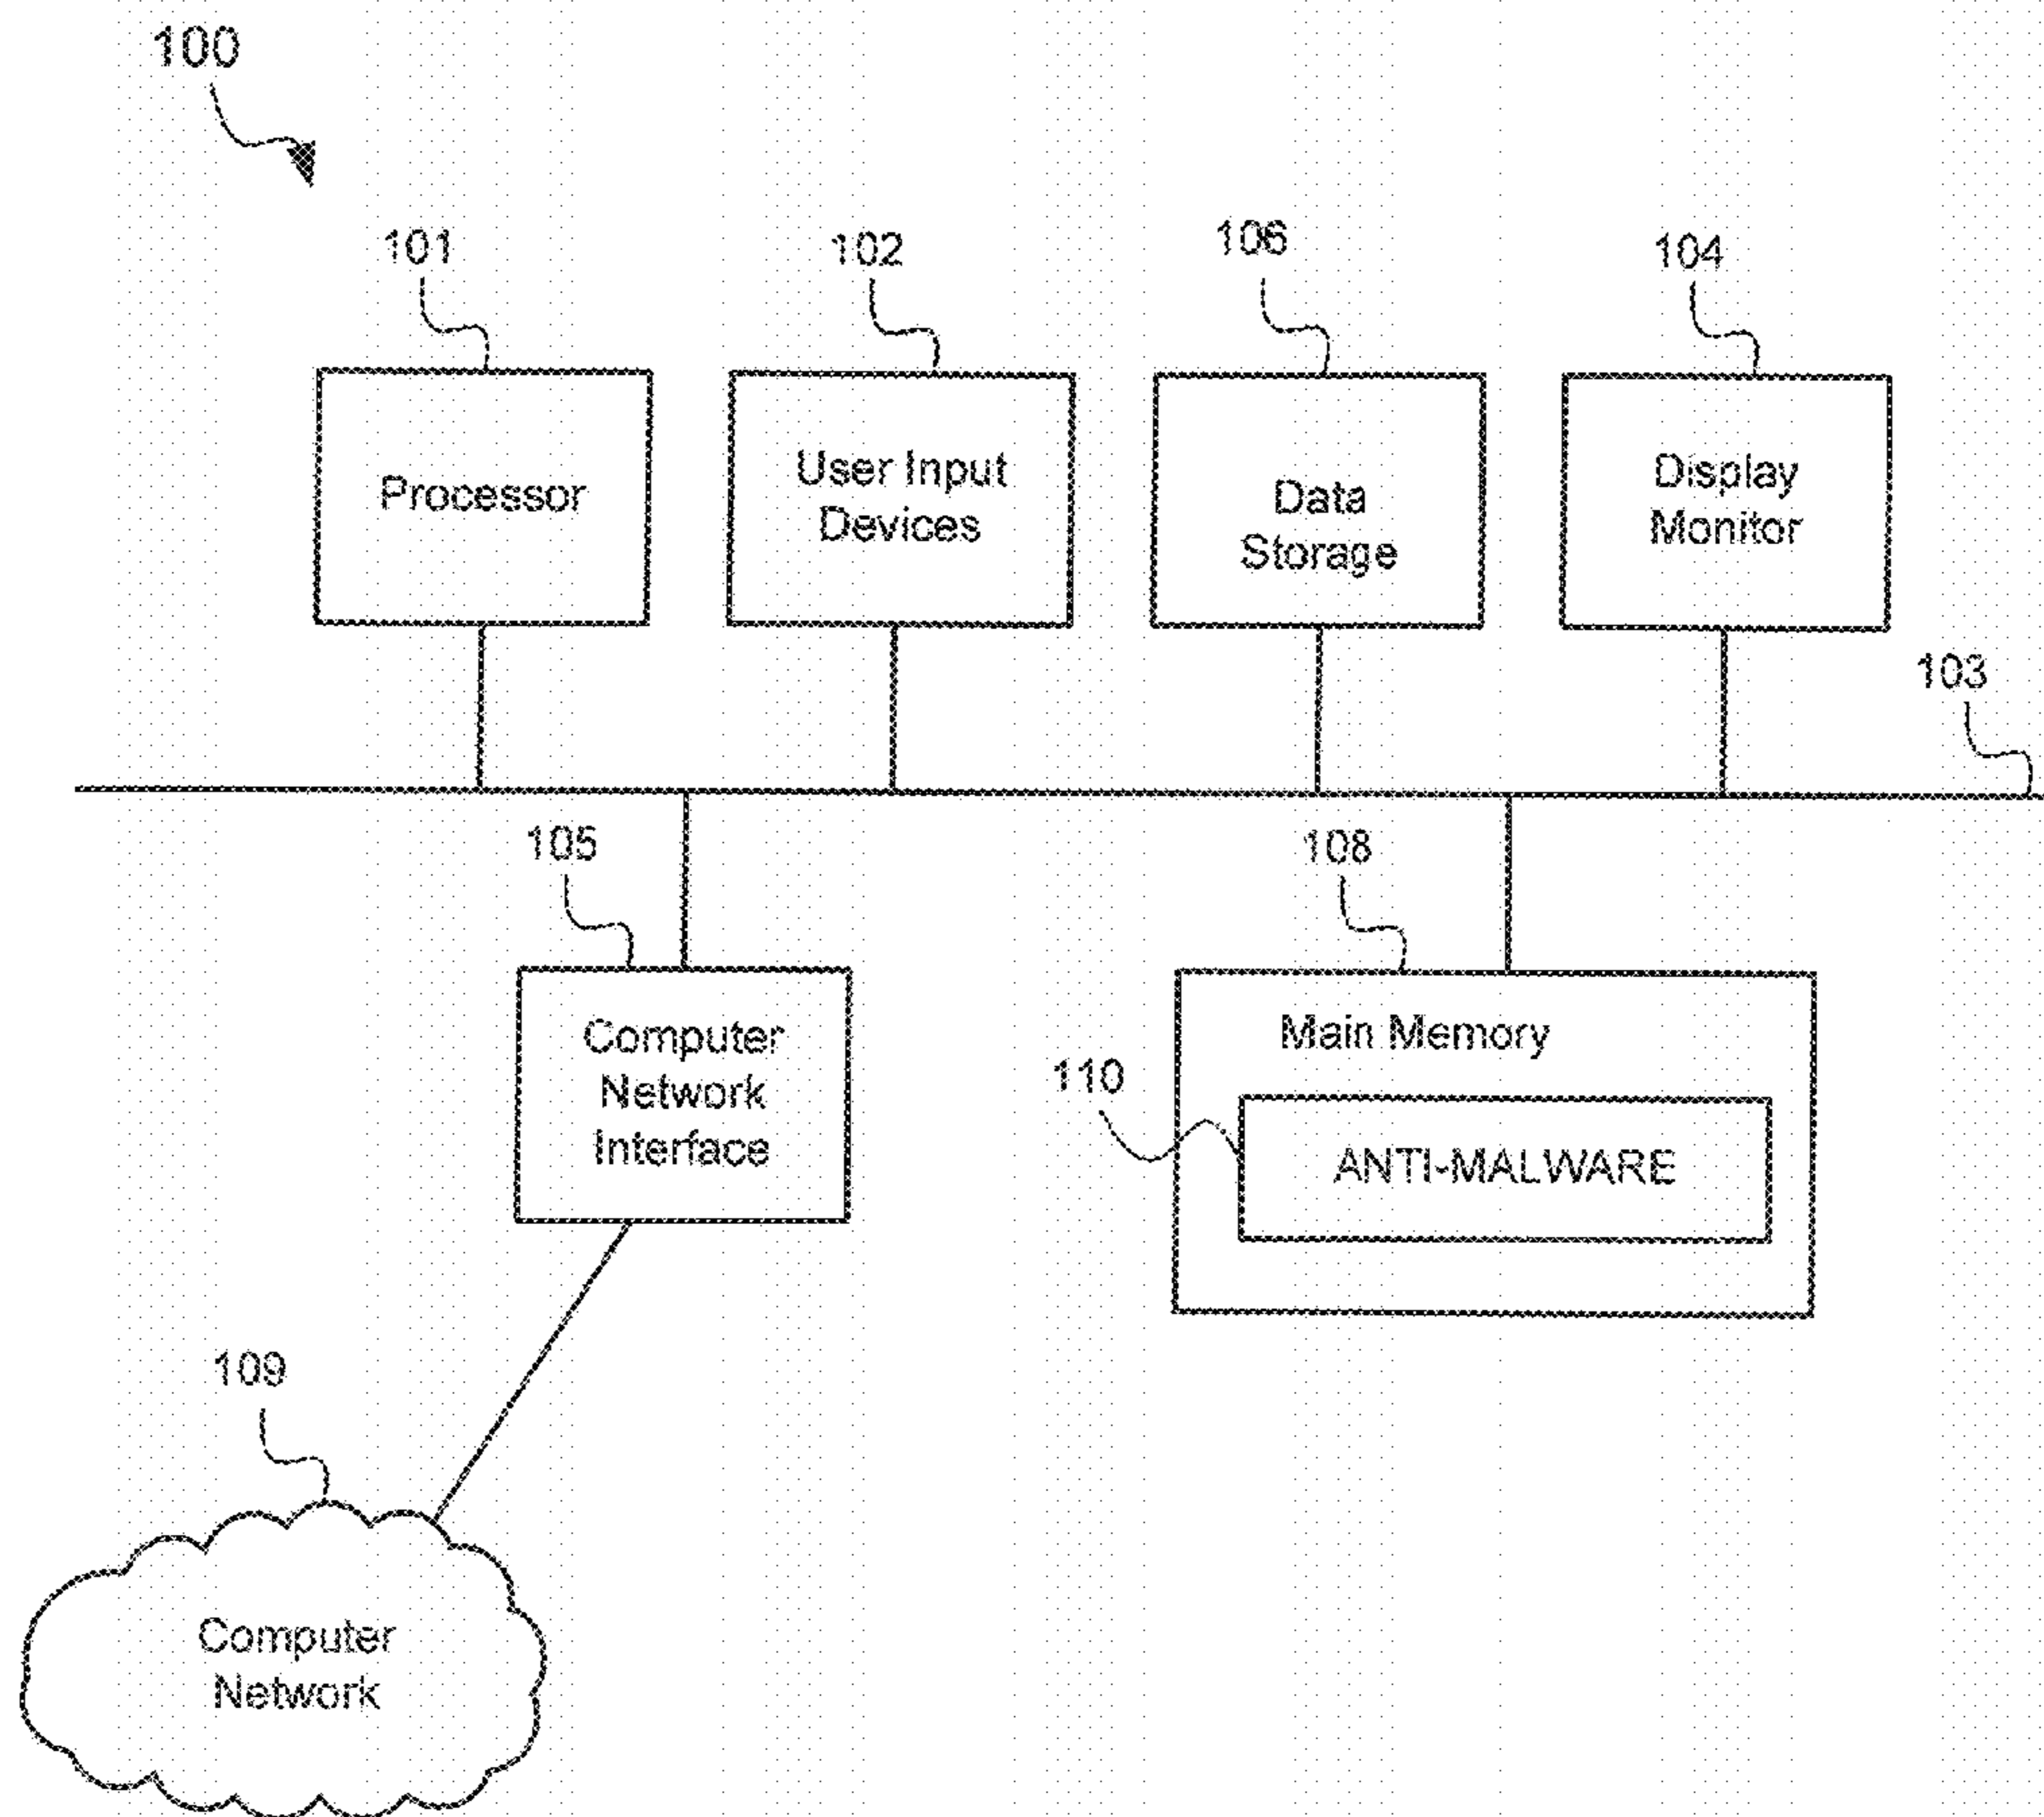 100
101
102
106
104
Processor
User Input
Devices
Data
Storage
Display
Monitor
103
105
108
Computer
Network
Interface
Main Memory
110
ANTI-MALWARE
109
Computer
Network